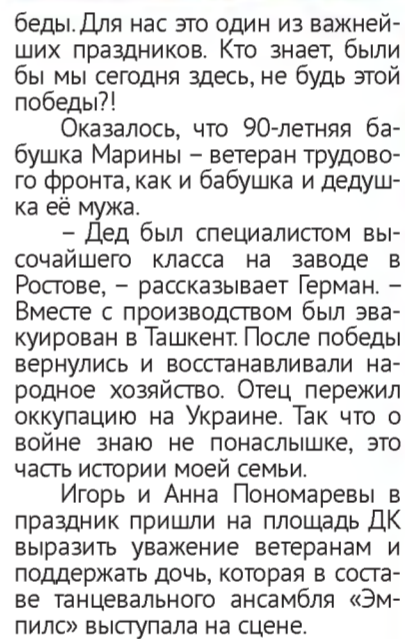 беды. Для нас это один из важней-
ших праздников. Кто знает, были
бы мы сегодня здесь, не будь этой
победы?!
Оказалось, что 90-летняя ба-
бушка Марины – ветеран трудово-
го фронта, как и бабушка и дедуш-
ка её мужа.
– Дед был специалистом вы-
сочайшего класса на заводе в
Ростове, – рассказывает Герман. –
Вместе с производством был эва-
куирован в Ташкент. После победы
вернулись и восстанавливали на-
родное хозяйство. Отец пережил
оккупацию на Украине. Так что о
войне знаю не понаслышке, это
часть истории моей семьи.
Игорь и Анна Пономаревы в
праздник пришли на площадь ДК
выразить уважение ветеранам и
поддержать дочь, которая в соста-
ве танцевального ансамбля «Эм-
пилс» выступала на сцене.